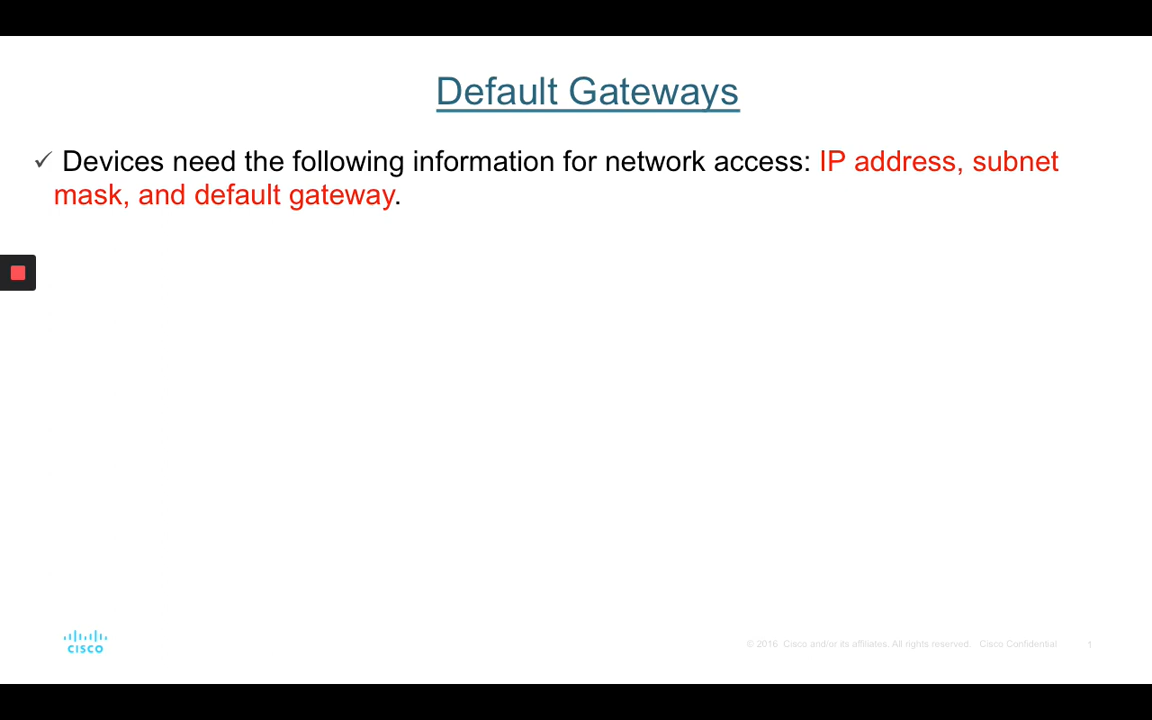 Default Gateways
✓ Devices need the following information for network access: IP address, subnet
mask, and default gateway.
CISCO
© 2016 Cisco and/or its affiliates. All rights reserved. Cisco Confidential 1